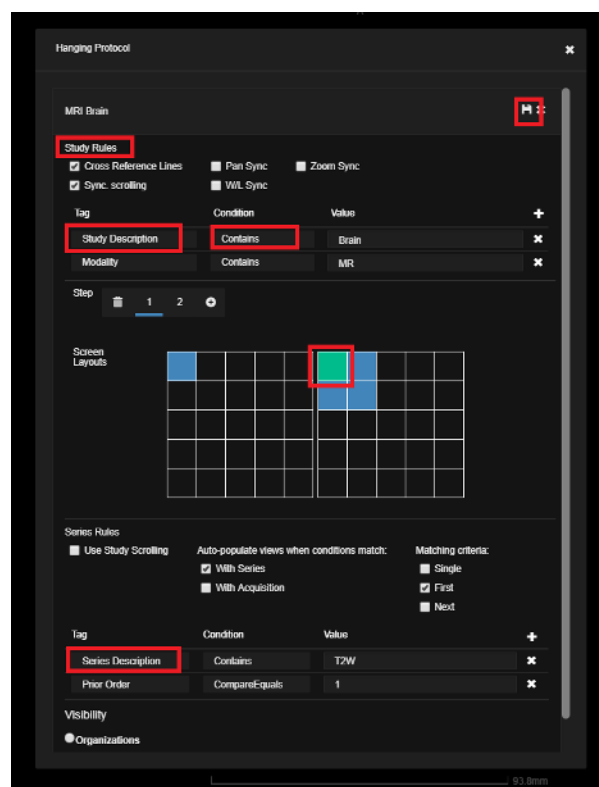 Hanging Protocol
MRI Brain
Study Rules
Cross Reference Lines Pan Sync Zoom Sync
Sync. scrolling W/L Sync
Tag Condition Value
Study Description Contains Brain
Modality Contains MR
Step 1 2
Screen
Layouts
Series Rules
Use Study Scrolling Auto-populate views when conditions match: Matching criteria:
With Series Single
With Acquisition First
Next
Tag Condition Value
Series Description Contains T2W
Prior Order CompareEquals 1
Visibility
Organizations
93.8mm